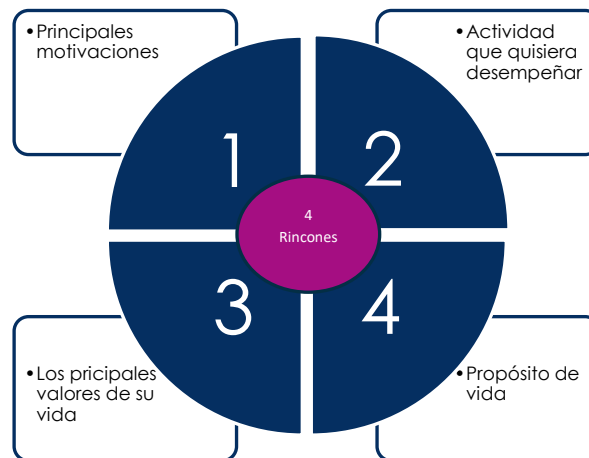 • Principales
motivaciones
• Actividad
que quisiera
desempeñar
1
2
4
Rincones
3
4
• Los pricipales
valores de su
vida
• Propósito de
vida